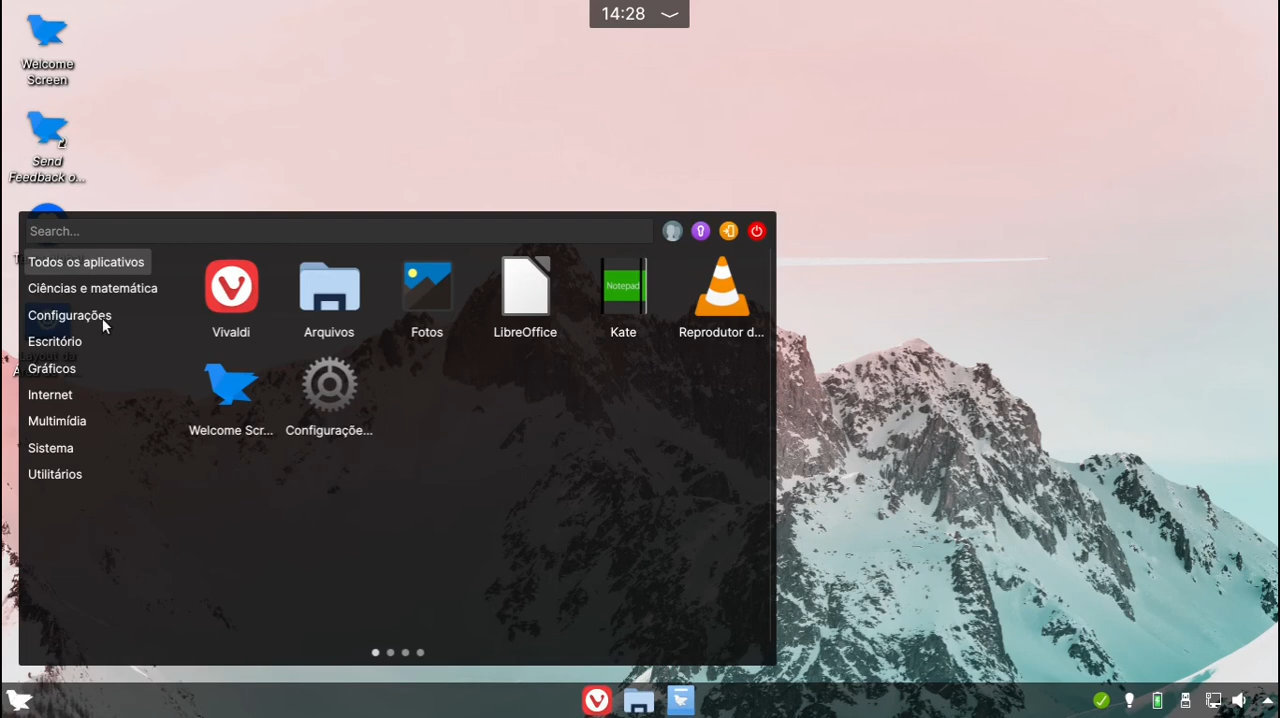 14:28
Welcome
Screen
Send
Feedback o...
Search...
Todos os aplicativos
Ciências e matemática
Configurações
Escritório
Gráficos
Internet
Multimídia
Sistema
Utilitários
Vivaldi
Arquivos
Fotos
LibreOffice
Notepad
Kate
Reprodutor d...
Welcome Scr...
Configuraçõe...